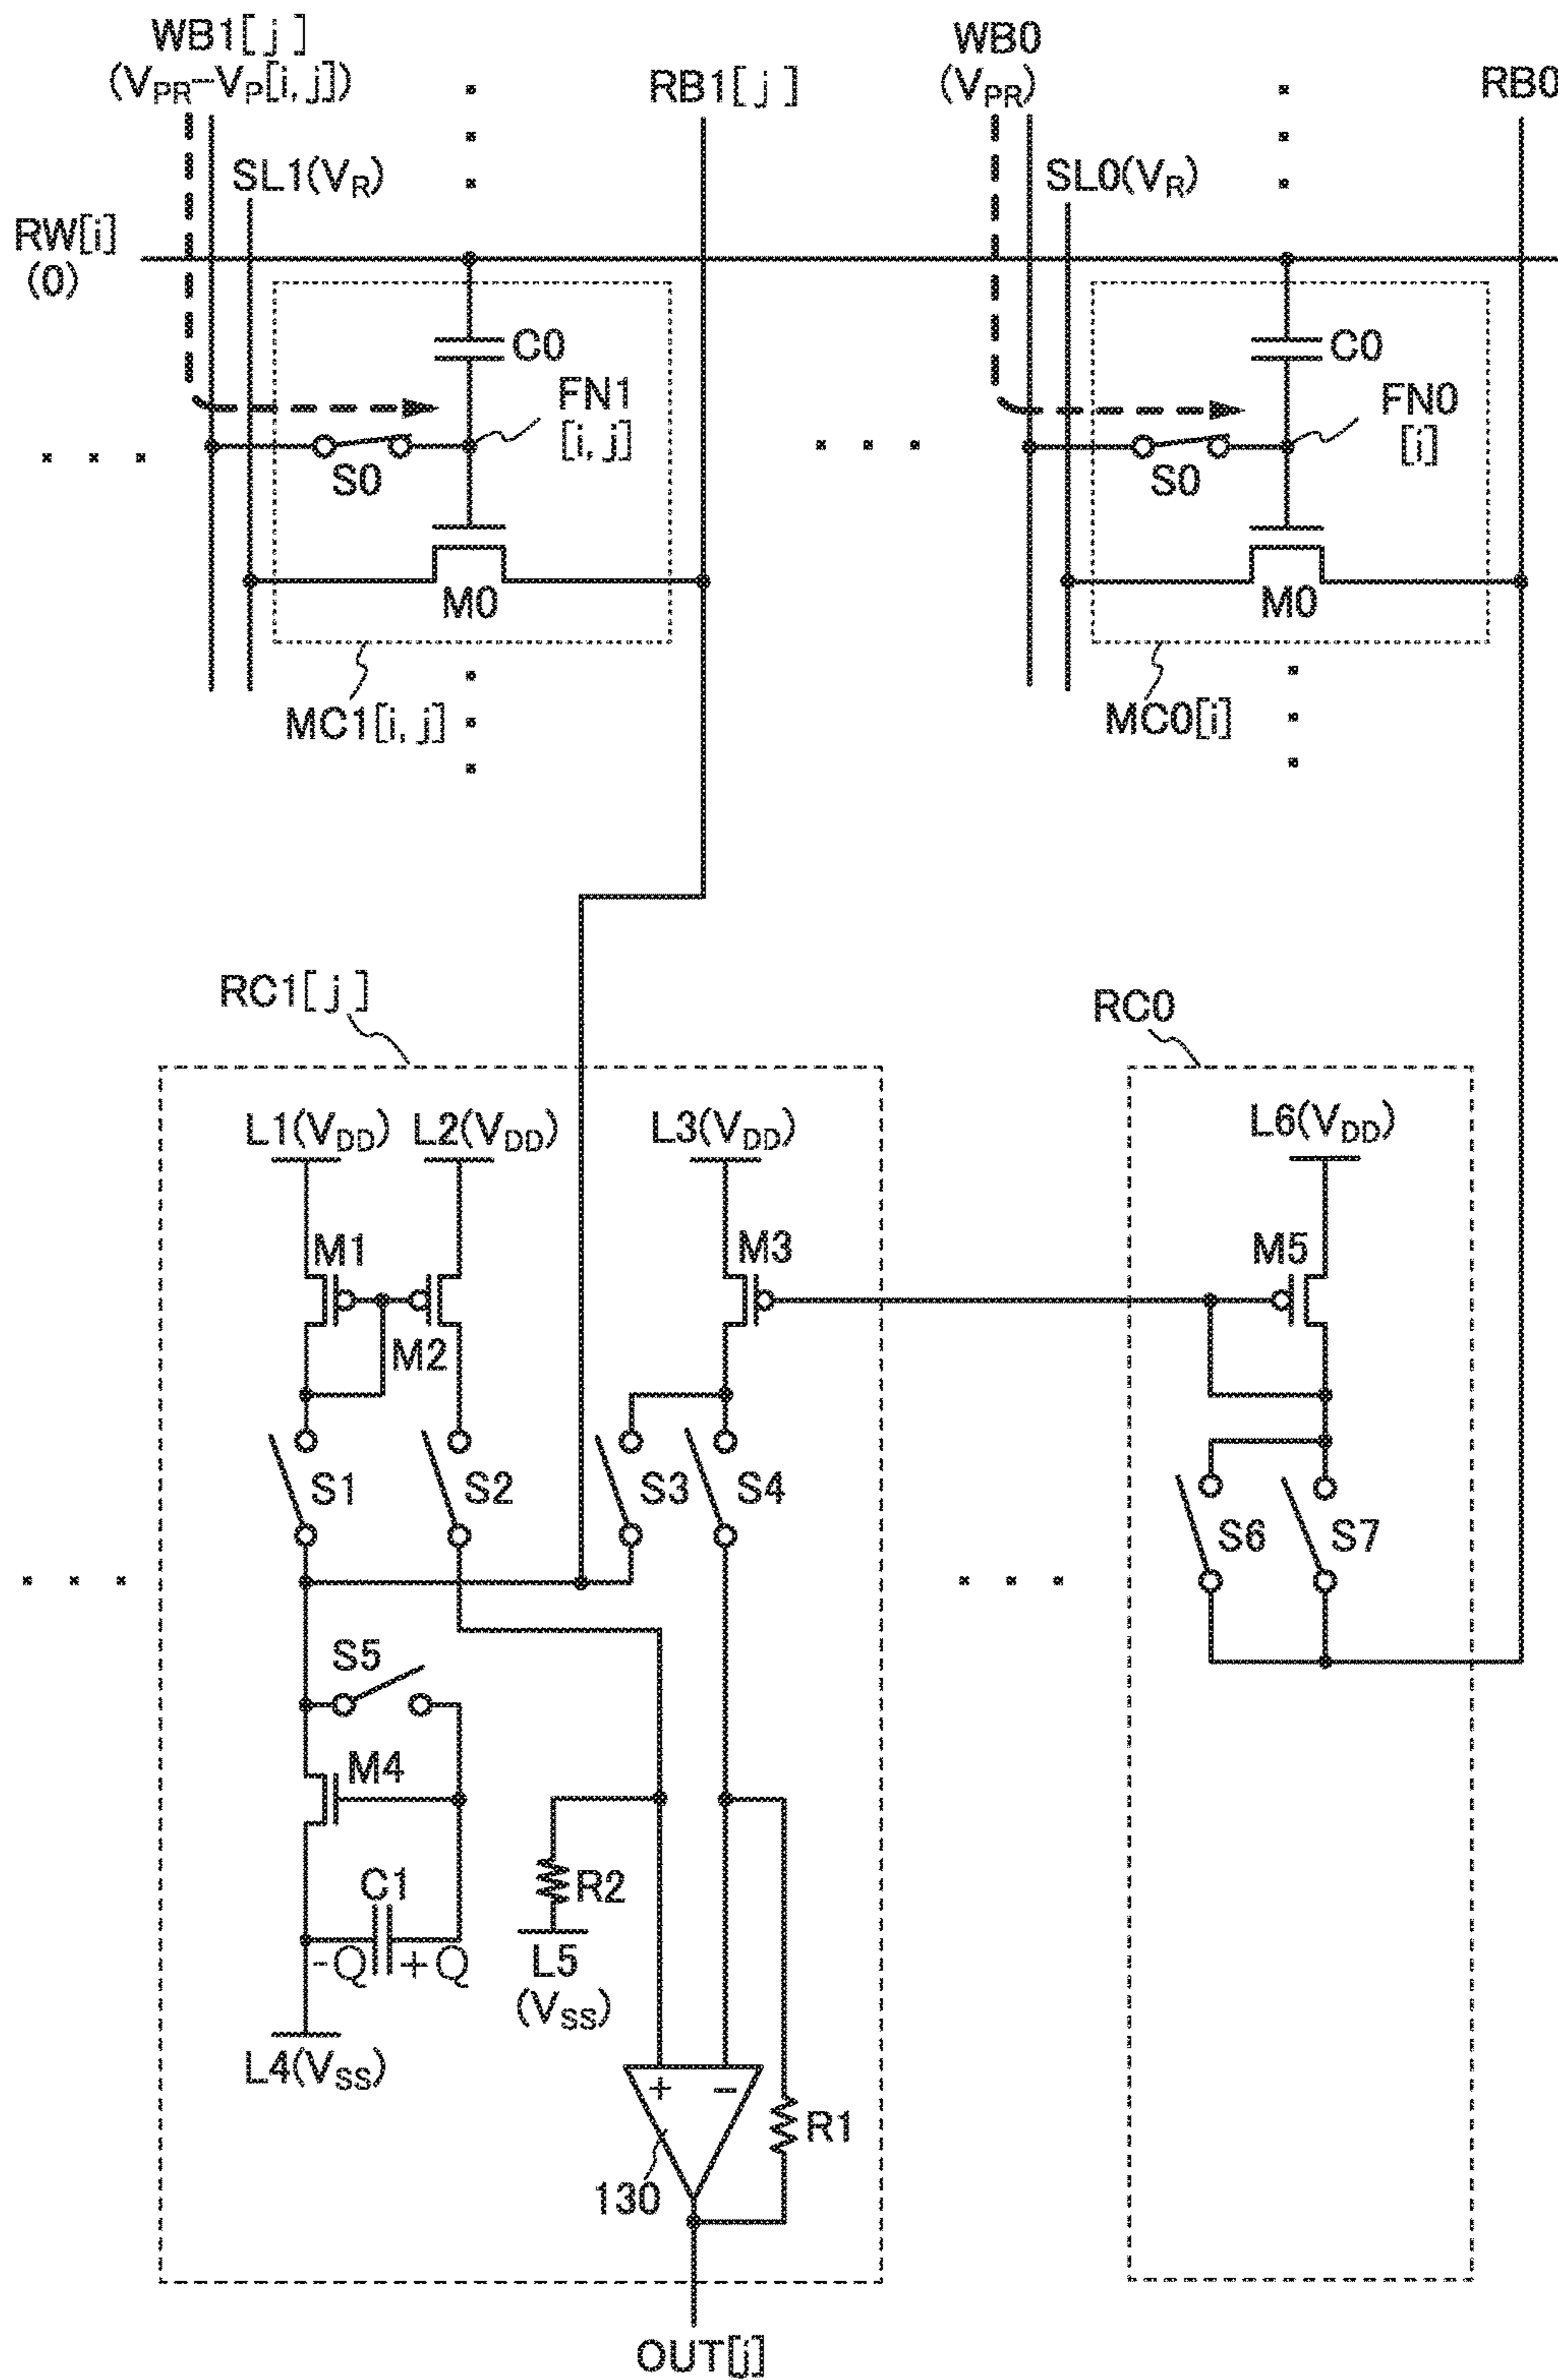 WB1[j]
(VPR-VP[i, j])
RB1[j]
WB0
(VPR)
RB0
SL1(VR)
SL0(VR)
RW[i]
(0)
C0
C0
FN1
[i, j]
FN0
[i]
S0
S0
M0
M0
MC1[i, j]
MC0[i]
RC1[j]
RC0
L1(VDD)
L2(VDD)
L3(VDD)
L6(VDD)
M1
M3
M5
M2
S1
S2
S3
S4
S6
S7
S5
M4
C1
R2
-Q
+Q
L5
(VSS)
L4(VSS)
+
-
R1
130
OUT[j]